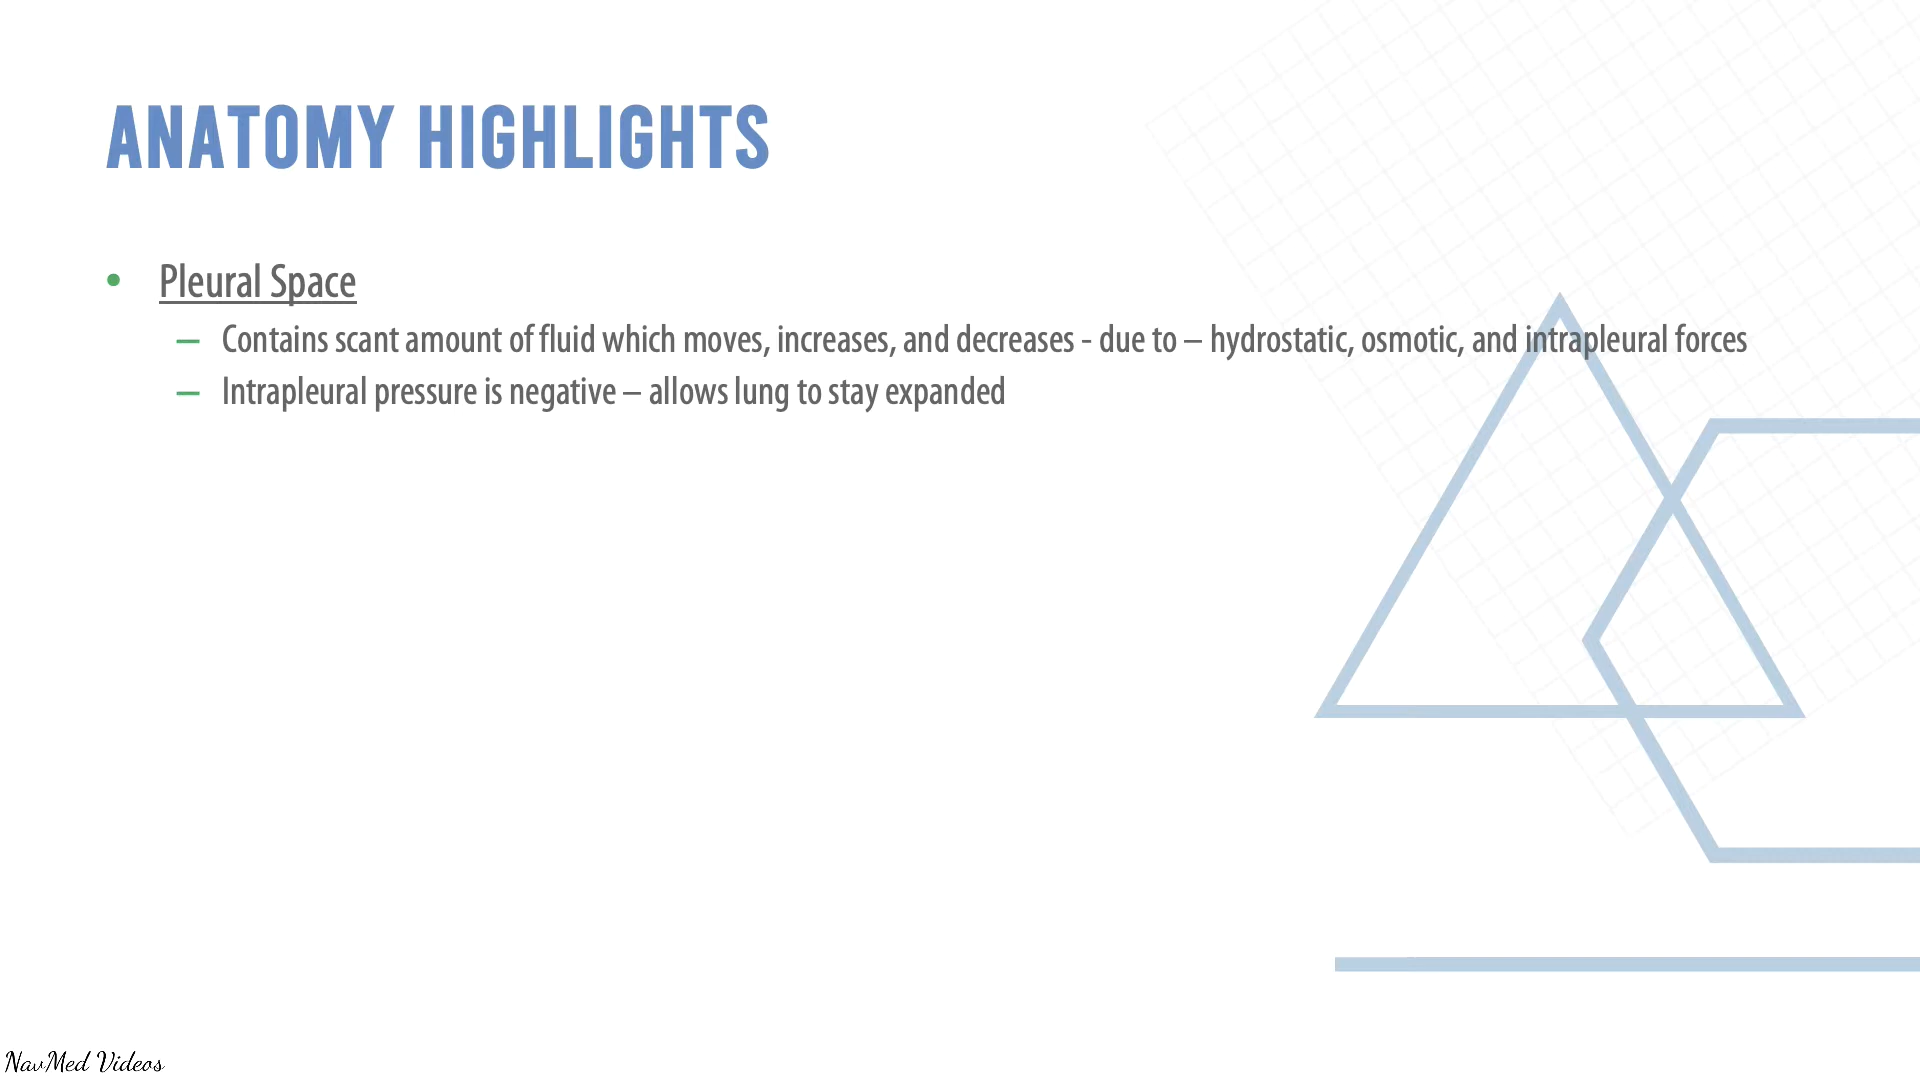 ANATOMY HIGHLIGHTS
• Pleural Space
– Contains scant amount of fluid which moves, increases, and decreases - due to – hydrostatic, osmotic, and intrapleural forces
– Intrapleural pressure is negative – allows lung to stay expanded
NavMed Videos